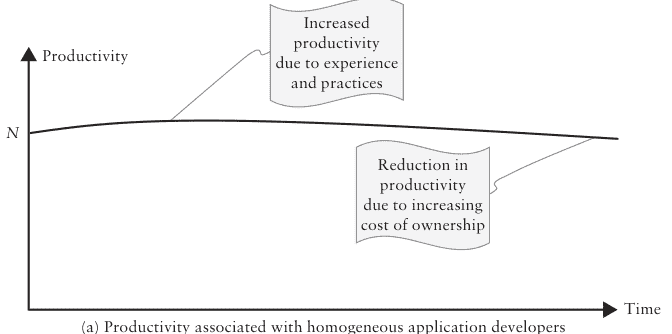 Increased
productivity
due to experience
and practices
Productivity
N
Reduction in
productivity
due to increasing
cost of ownership
Time
(a) Productivity associated with homogeneous application developers